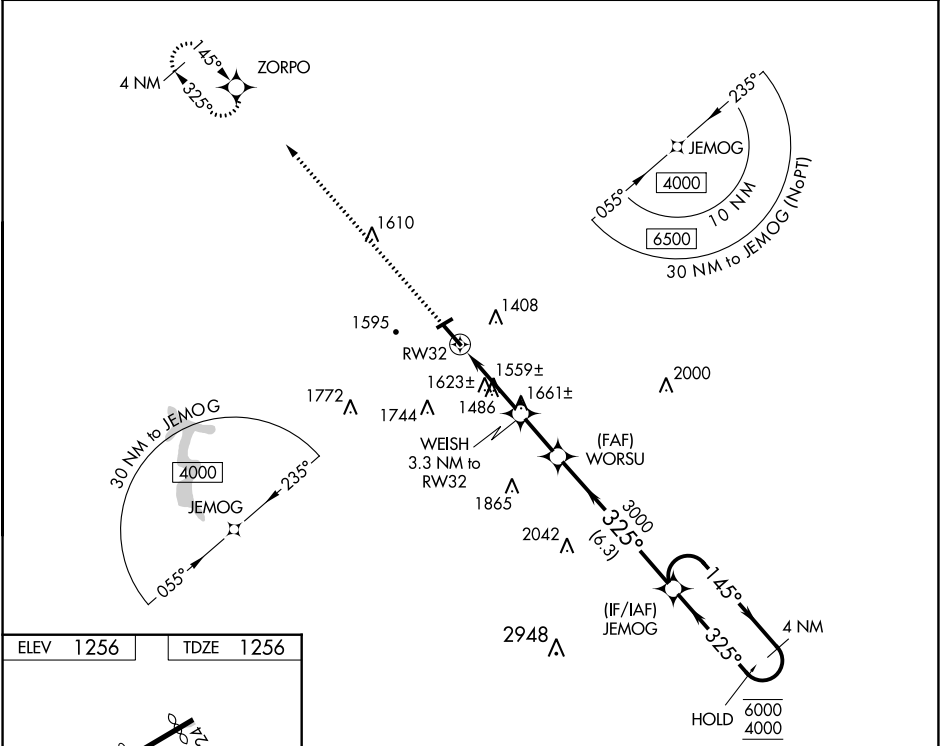 145°
ZORPO
4 NM
325°
235°
JEMOG
4000
055°
10 NM
6500
30 NM to JEMOG (NoPT)
1610
1408
1595
RW32
1559±
1623±
1661±
1486
2000
1772
1744
WEISH
3.3 NM to
RW32
(FAF)
WORSU
30 NM to JEMOG
4000
235°
JEMOG
055°
1865
3000
325°
(6.3)
2042
145°
(IF/IAF)
JEMOG
4 NM
325°
2948
HOLD
6000
4000
ELEV 1256
TDZE 1256
24